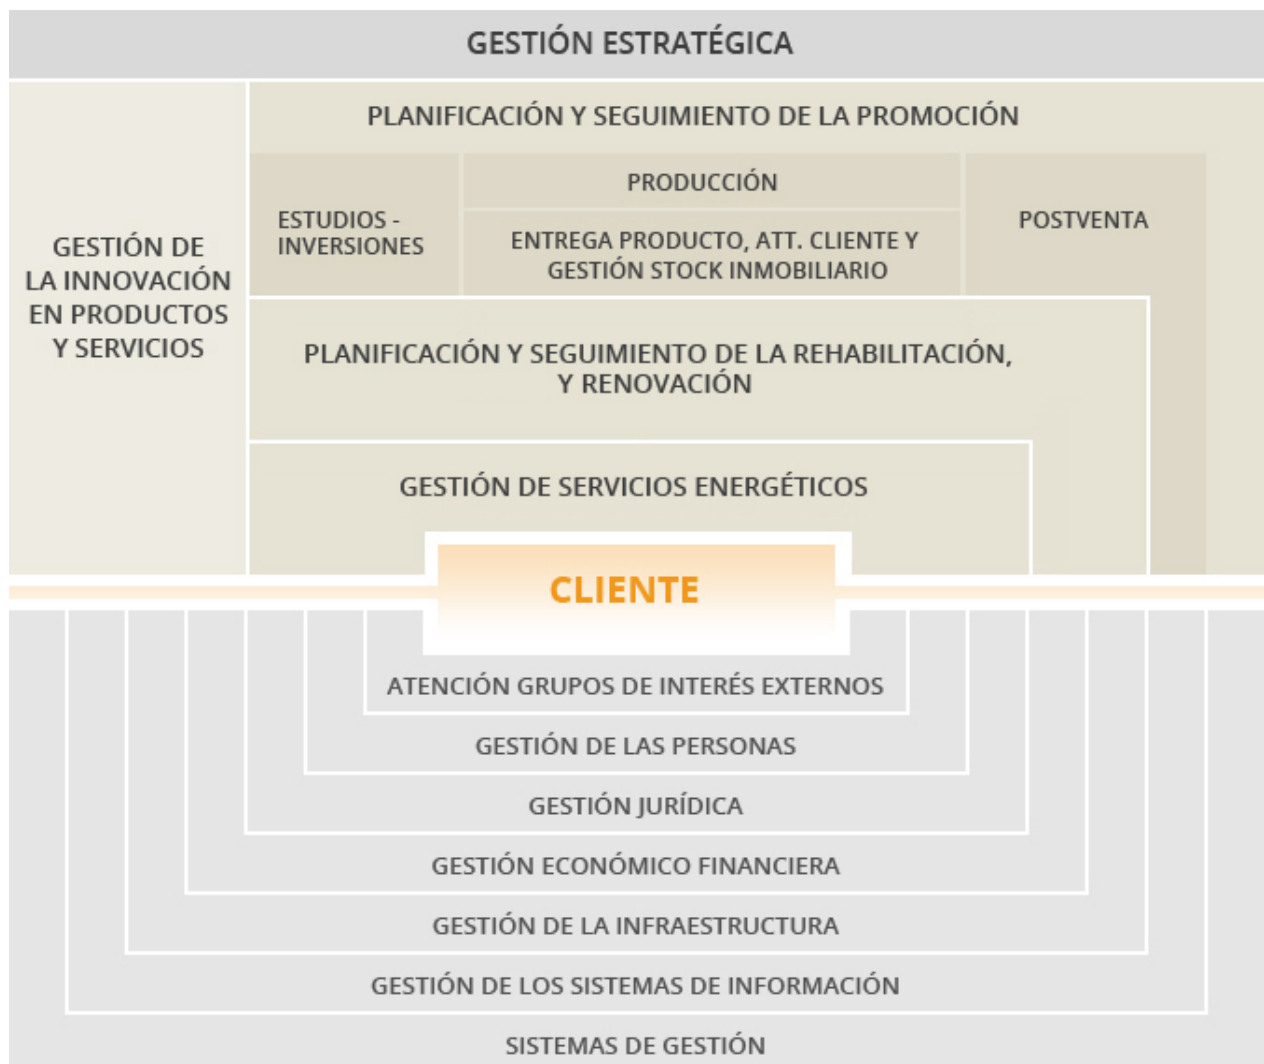 GESTIÓN ESTRATÉGICA
PLANIFICACIÓN Y SEGUIMIENTO DE LA PROMOCIÓN
GESTIÓN DE
LA INNOVACIÓN
EN PRODUCTOS
Y SERVICIOS
ESTUDIOS -
INVERSIONES
PRODUCCIÓN
ENTREGA PRODUCTO, ATT. CLIENTE Y
GESTIÓN STOCK INMOBILIARIO
POSTVENTA
PLANIFICACIÓN Y SEGUIMIENTO DE LA REHABILITACIÓN,
Y RENOVACIÓN
GESTIÓN DE SERVICIOS ENERGÉTICOS
CLIENTE
ATENCIÓN GRUPOS DE INTERÉS EXTERNOS
GESTIÓN DE LAS PERSONAS
GESTIÓN JURÍDICA
GESTIÓN ECONÓMICO FINANCIERA
GESTIÓN DE LA INFRAESTRUCTURA
GESTIÓN DE LOS SISTEMAS DE INFORMACIÓN
SISTEMAS DE GESTIÓN